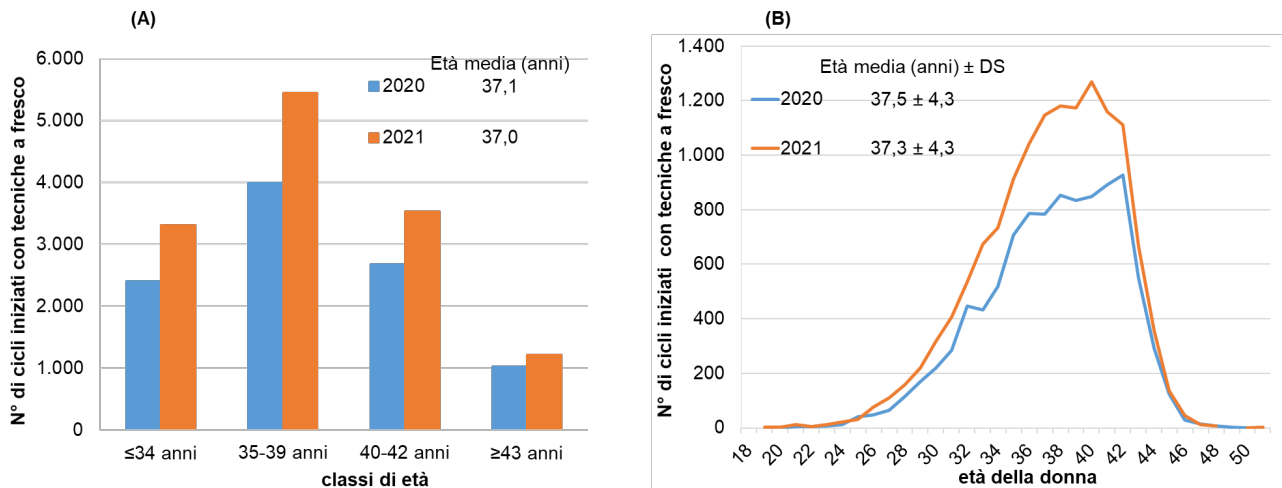 (A)
N° di cicli iniziati con tecniche a fresco
6.000
5.000
4.000
3.000
2.000
1.000
0
Età media (anni)
2020 37,1
2021 37,0
≤34 anni 35-39 anni 40-42 anni ≥43 anni
classi di età
(B)
N° di cicli iniziati con tecniche a fresco
1.400
1.200
1.000
800
600
400
200
0
Età media (anni) ± DS
2020 37,5 ± 4,3
2021 37,3 ± 4,3
18 20 22 24 26 28 30 32 34 36 38 40 42 44 46 48 50
età della donna